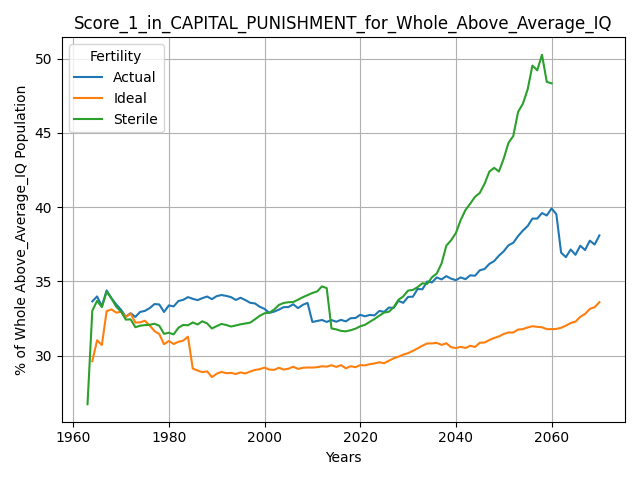 Score_1_in_CAPITAL_PUNISHMENT_for_Whole_Above_Average_IQ
Fertility
Actual
Ideal
Sterile
% of Whole Above_Average_IQ Population
50
45
40
35
30
1960
1980
2000
2020
2040
2060
Years